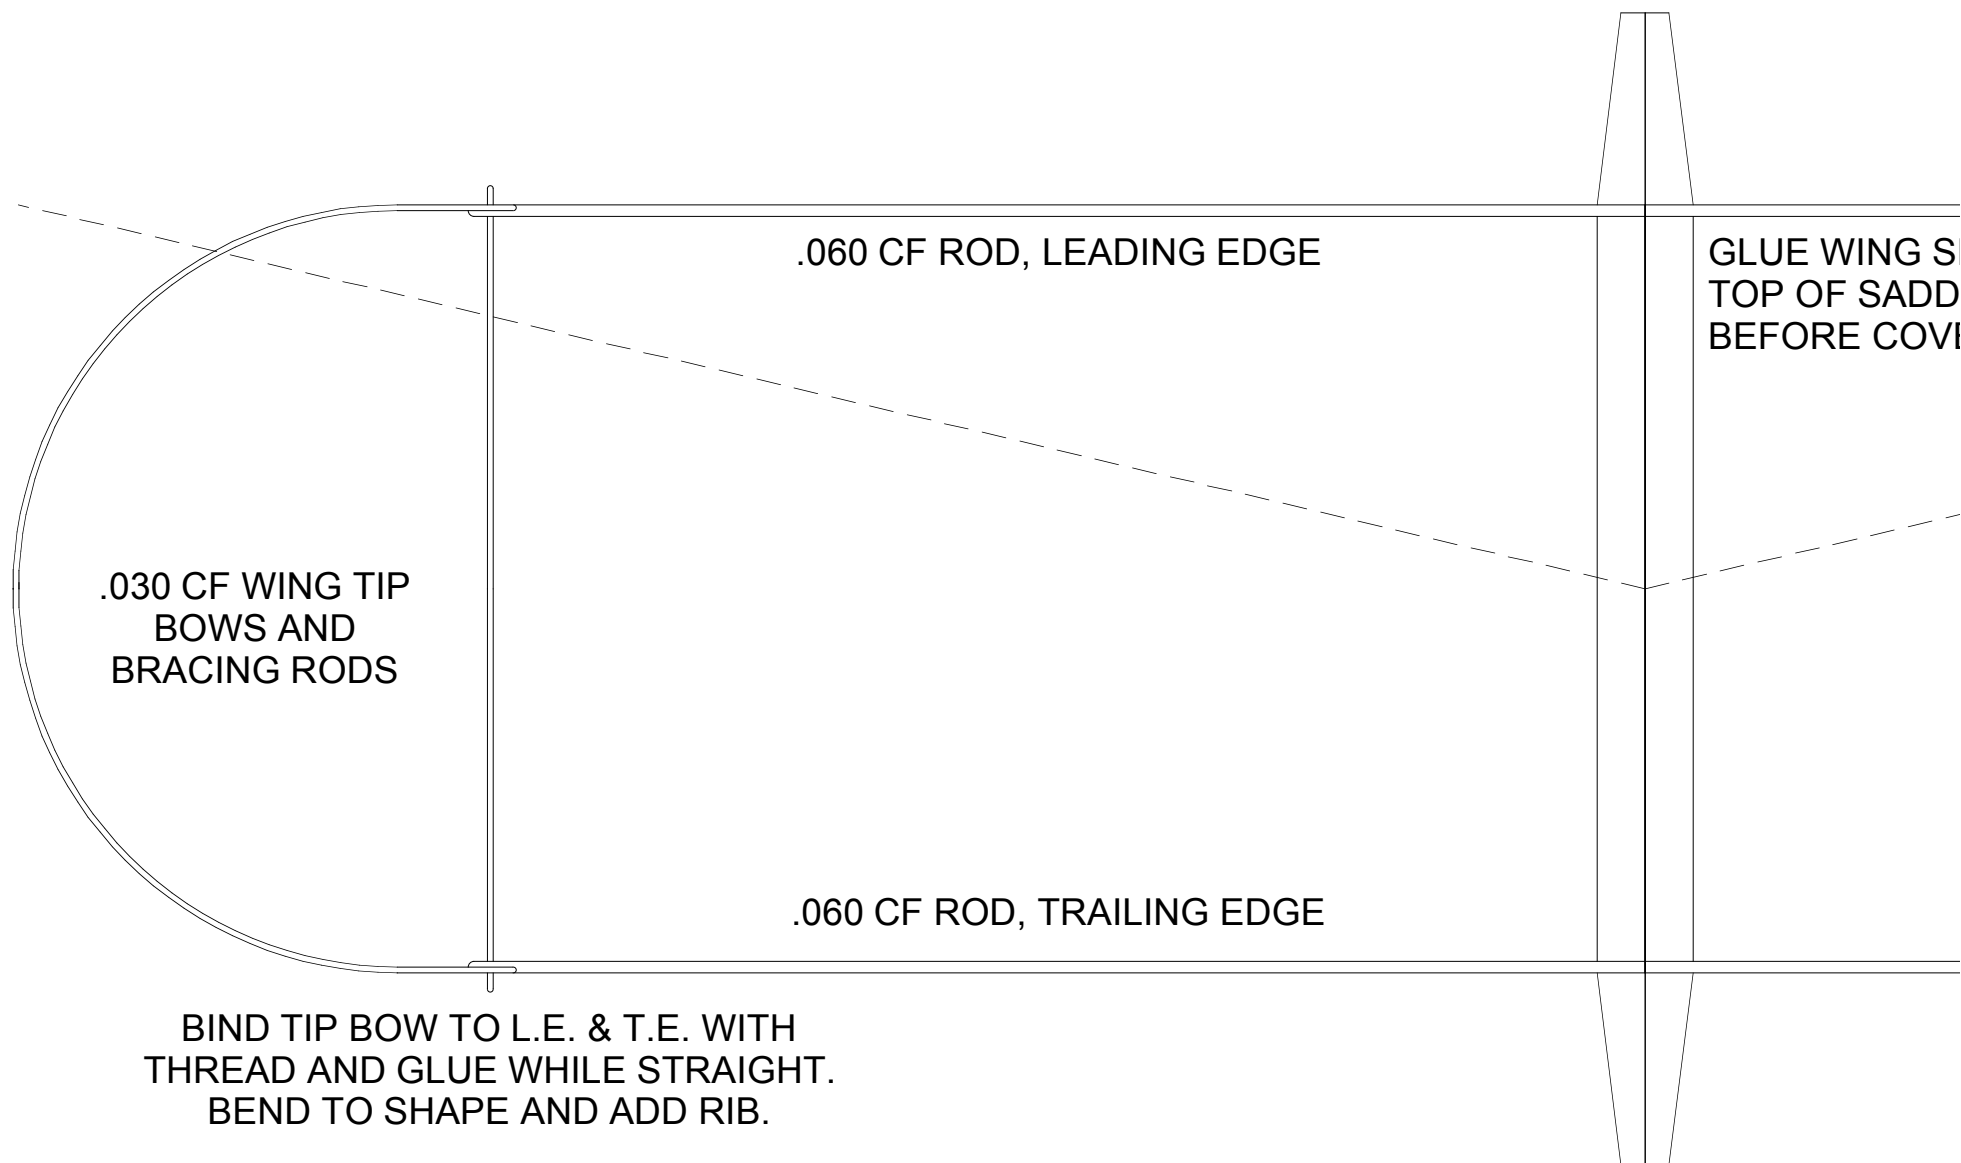 .060 CF ROD, LEADING EDGE
GLUE WING
TOP OF
BEFORE
.030 CF WING TIP
BOWS AND
BRACING RODS
.060 CF ROD, TRAILING EDGE
BIND TIP BOW TO L.E. & T.E. WITH
THREAD AND GLUE WHILE STRAIGHT.
BEND TO SHAPE AND ADD RIB.